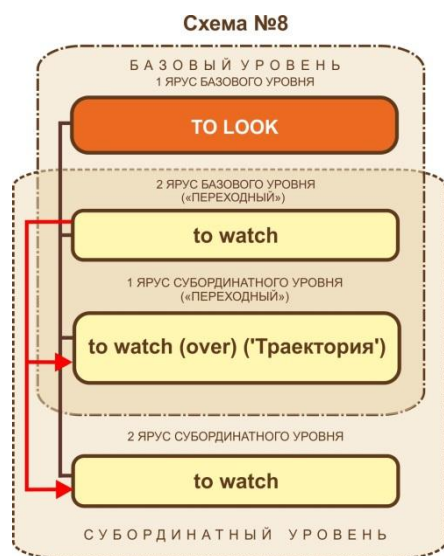 Схема №8
БАЗОВЫЙ УРОВЕНЬ
1 ЯРУС БАЗОВОГО УРОВНЯ
TO LOOK
2 ЯРУС БАЗОВОГО УРОВНЯ
(«ПЕРЕХОДНЫЙ»)
to watch
1 ЯРУС СУБОРДИНАТНОГО УРОВНЯ
(«ПЕРЕХОДНЫЙ»)
to watch (over) ('Траектория')
2 ЯРУС СУБОРДИНАТНОГО УРОВНЯ
to watch
СУБОРДИНАТНЫЙ УРОВЕНЬ